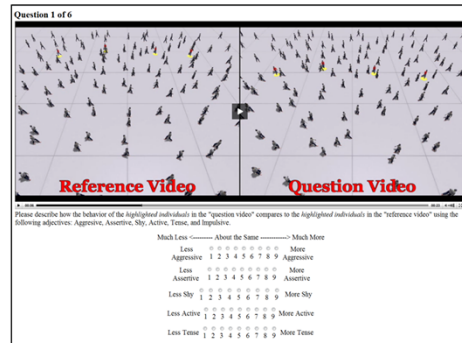 Question 1 of 6
Reference Video
Question Video
Please describe how the behavior of the highlighted individuals in the "question video" compares to the highlighted individuals in the "reference video" using the
following adjectives: Aggresive, Assertive, Shy, Active, Tense, and Impulsive.
Much Less <-------- About the Same ------------> Much More
Less Aggressive 1 2 3 4 5 6 7 8 9 More Aggressive
Less Assertive 1 2 3 4 5 6 7 8 9 More Assertive
Less Shy 1 2 3 4 5 6 7 8 9 More Shy
Less Active 1 2 3 4 5 6 7 8 9 More Active
Less Tense 1 2 3 4 5 6 7 8 9 More Tense